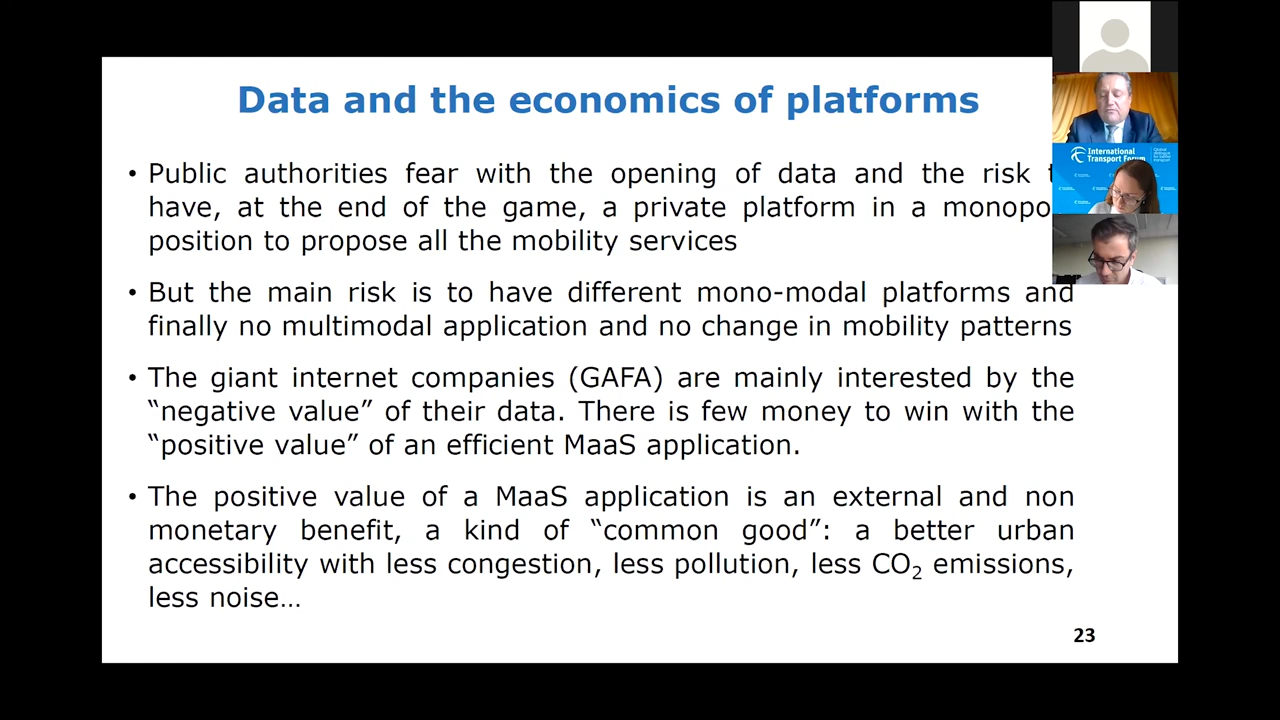 Data and the economics of platforms
• Public authorities fear with the opening of data and the risk
have, at the end of the game, a private platform in a monopo
position to propose all the mobility services
• But the main risk is to have different mono-modal platforms and
finally no multimodal application and no change in mobility patterns
• The giant internet companies (GAFA) are mainly interested by the
“negative value” of their data. There is few money to win with the
“positive value” of an efficient MaaS application.
• The positive value of a MaaS application is an external and non
monetary benefit, a kind of “common good”: a better urban
accessibility with less congestion, less pollution, less CO₂ emissions,
less noise…
23
International
Transport Forum